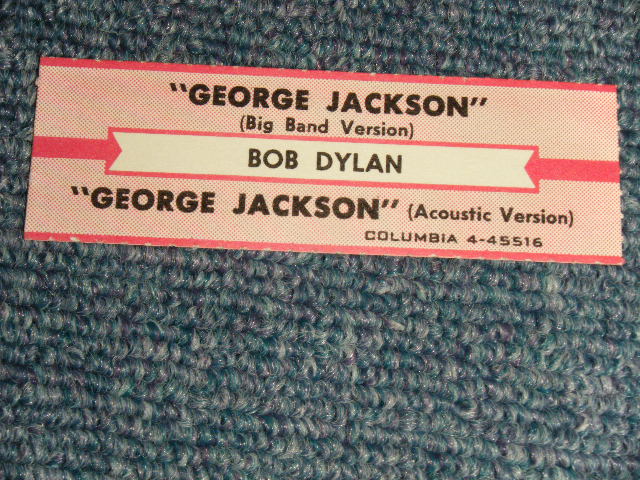 "GEORGE JACKSON"
(Big Band Version)
BOB DYLAN
"GEORGE JACKSON" (Acoustic Version)
COLUMBIA 4-45516